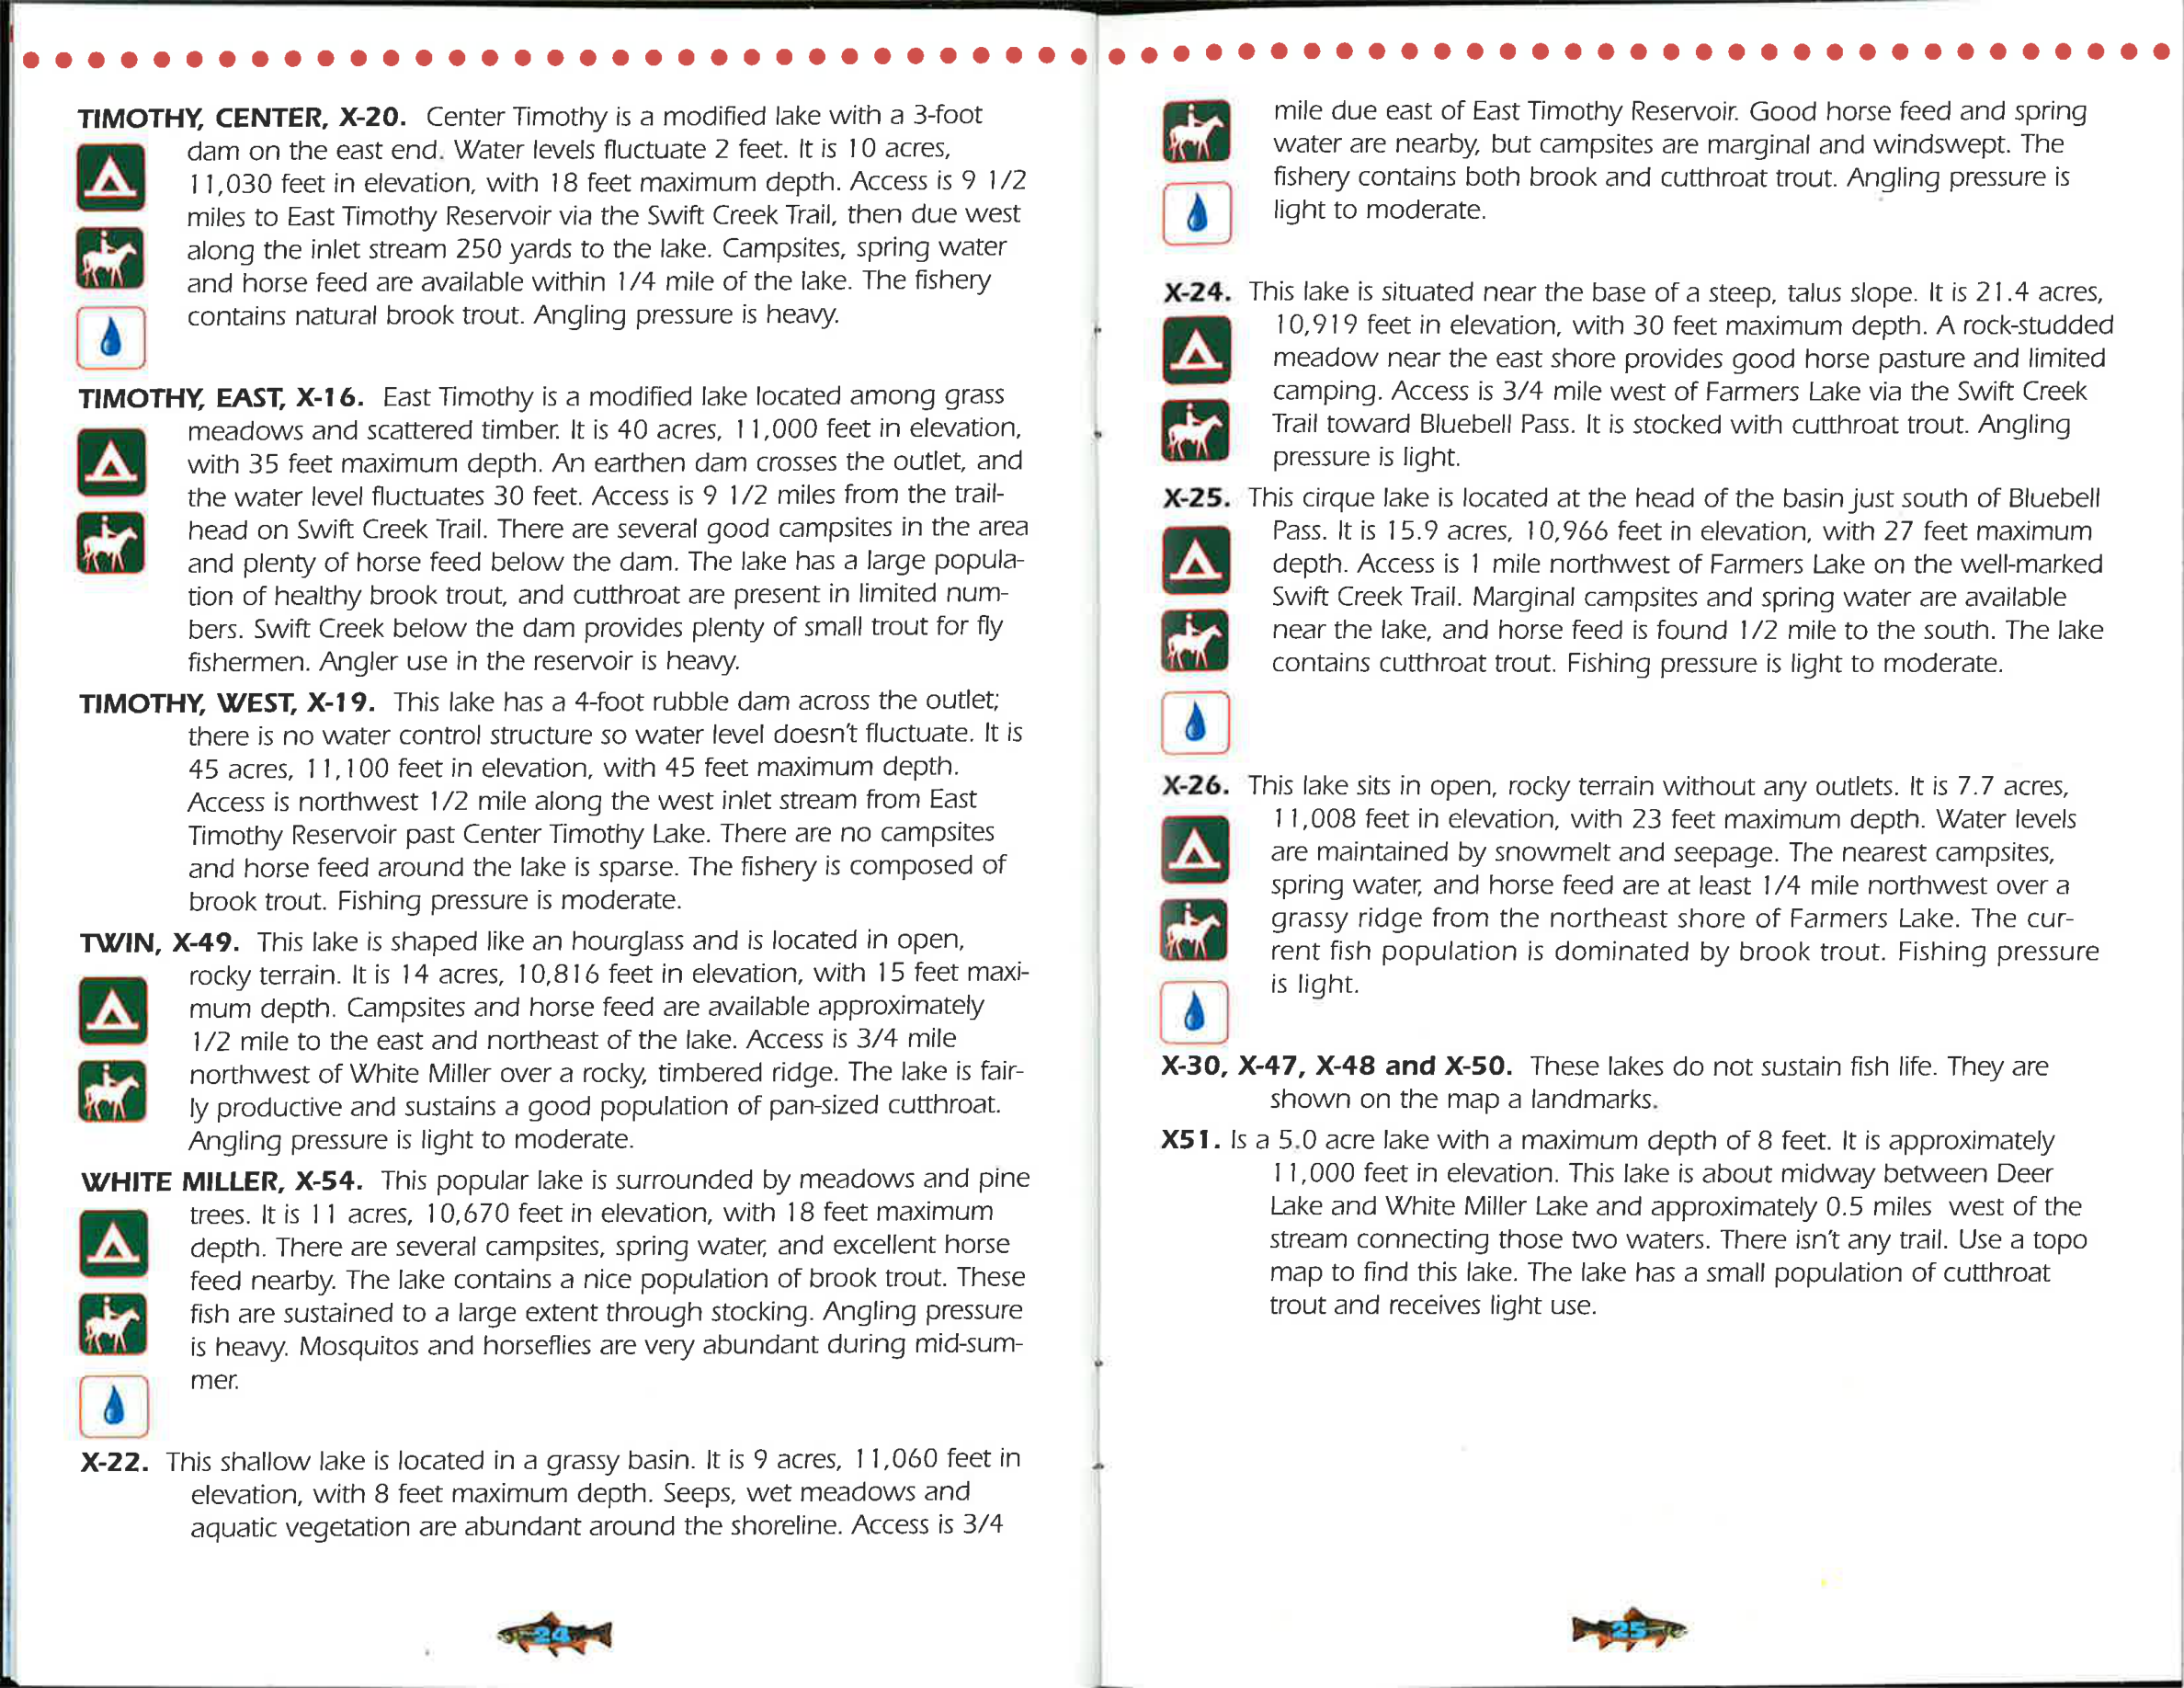 TIMOTHY, CENTER, X-20. Center Timothy is a modified lake with a 3-foot
dam on the east end. Water levels fluctuate 2 feet. It is 10 acres,
11,030 feet in elevation, with 18 feet maximum depth. Access is 9 1/2
miles to East Timothy Reservoir via the Swift Creek Trail, then due west
along the inlet stream 250 yards to the lake. Campsites, spring water
and horse feed are available within 1/4 mile of the lake. The fishery
contains natural brook trout. Angling pressure is heavy.
TIMOTHY, EAST, X-16. East Timothy is a modified lake located among grass
meadows and scattered timber. It is 40 acres, 11,000 feet in elevation,
with 35 feet maximum depth. An earthen dam crosses the outlet, and
the water level fluctuates 30 feet. Access is 9 1/2 miles from the trail-
head on Swift Creek Trail. There are several good campsites in the area
and plenty of horse feed below the dam. The lake has a large popula-
tion of healthy brook trout, and cutthroat are present in limited num-
bers. Swift Creek below the dam provides plenty of small trout for fly
fishermen. Angler use in the reservoir is heavy.
TIMOTHY, WEST, X-19. This lake has a 4-foot rubble dam across the outlet;
there is no water control structure so water level doesn't fluctuate. It is
45 acres, 11,100 feet in elevation, with 45 feet maximum depth.
Access is northwest 1/2 mile along the west inlet stream from East
Timothy Reservoir past Center Timothy Lake. There are no campsites
and horse feed around the lake is sparse. The fishery is composed of
brook trout. Fishing pressure is moderate.
TWIN, X-49. This lake is shaped like an hourglass and is located in open,
rocky terrain. It is 14 acres, 10,816 feet in elevation, with 15 feet maxi-
mum depth. Campsites and horse feed are available approximately
1/2 mile to the east and northeast of the lake. Access is 3/4 mile
northwest of White Miller over a rocky, timbered ridge. The lake is fair-
ly productive and sustains a good population of pan-sized cutthroat.
Angling pressure is light to moderate.
WHITE MILLER, X-54. This popular lake is surrounded by meadows and pine
trees. It is 11 acres, 10,670 feet in elevation, with 18 feet maximum
depth. There are several campsites, spring water, and excellent horse
feed nearby. The lake contains a nice population of brook trout. These
fish are sustained to a large extent through stocking. Angling pressure
is heavy. Mosquitos and horseflies are very abundant during mid-sum-
mer.
X-22. This shallow lake is located in a grassy basin. It is 9 acres, 11,060 feet in
elevation, with 8 feet maximum depth. Seeps, wet meadows and
aquatic vegetation are abundant around the shoreline. Access is 3/4
24
mile due east of East Timothy Reservoir. Good horse feed and spring
water are nearby, but campsites are marginal and windswept. The
fishery contains both brook and cutthroat trout. Angling pressure is
light to moderate.
X-24. This lake is situated near the base of a steep, talus slope. It is 21.4 acres,
10,919 feet in elevation, with 30 feet maximum depth. A rock-studded
meadow near the east shore provides good horse pasture and limited
camping. Access is 3/4 mile west of Farmers Lake via the Swift Creek
Trail toward Bluebell Pass. It is stocked with cutthroat trout. Angling
pressure is light.
X-25. This cirque lake is located at the head of the basin just south of Bluebell
Pass. It is 15.9 acres, 10,966 feet in elevation, with 27 feet maximum
depth. Access is 1 mile northwest of Farmers Lake on the well-marked
Swift Creek Trail. Marginal campsites and spring water are available
near the lake, and horse feed is found 1/2 mile to the south. The lake
contains cutthroat trout. Fishing pressure is light to moderate.
X-26. This lake sits in open, rocky terrain without any outlets. It is 7.7 acres,
11,008 feet in elevation, with 23 feet maximum depth. Water levels
are maintained by snowmelt and seepage. The nearest campsites,
spring water, and horse feed are at least 1/4 mile northwest over a
grassy ridge from the northeast shore of Farmers Lake. The cur-
rent fish population is dominated by brook trout. Fishing pressure
is light.
X-30, X-47, X-48 and X-50. These lakes do not sustain fish life. They are
shown on the map a landmarks.
X51. Is a 5.0 acre lake with a maximum depth of 8 feet. It is approximately
11,000 feet in elevation. This lake is about midway between Deer
Lake and White Miller Lake and approximately 0.5 miles west of the
stream connecting those two waters. There isn't any trail. Use a topo
map to find this lake. The lake has a small population of cutthroat
trout and receives light use.
25